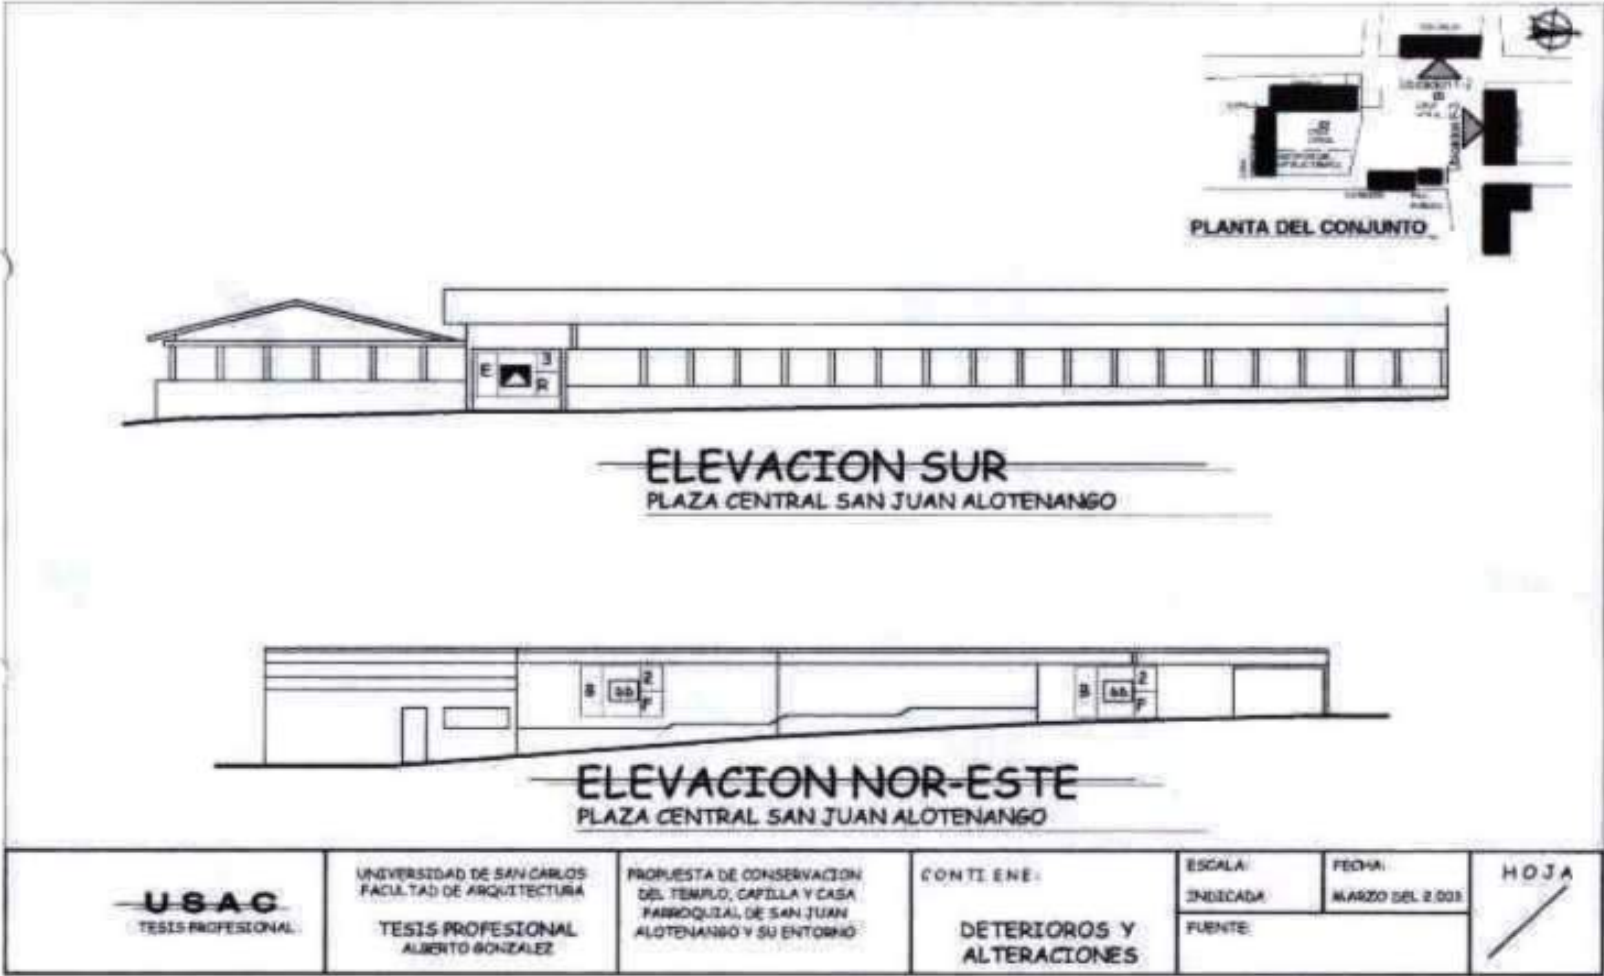 PLANTA DEL CONJUNTO
E
3
R
ELEVACION SUR
PLAZA CENTRAL SAN JUAN ALOTENANGO
B
bb
2
F
B
bb
2
F
ELEVACION NOR-ESTE
PLAZA CENTRAL SAN JUAN ALOTENANGO
USAC
TESIS PROFESIONAL
UNIVERSIDAD DE SAN CARLOS
FACULTAD DE ARQUITECTURA
TESIS PROFESIONAL
ALBERTO GONZALEZ
PROPUESTA DE CONSERVACION
DEL TEMPLO, CAPILLA Y CASA
PARROQUIAL DE SAN JUAN
ALOTENANGO Y SU ENTORNO
CONTIENE:
DETERIOROS Y
ALTERACIONES
ESCALA:
INDICADA
FECHA:
MARZO DEL 2,003
FUENTE:
HOJA